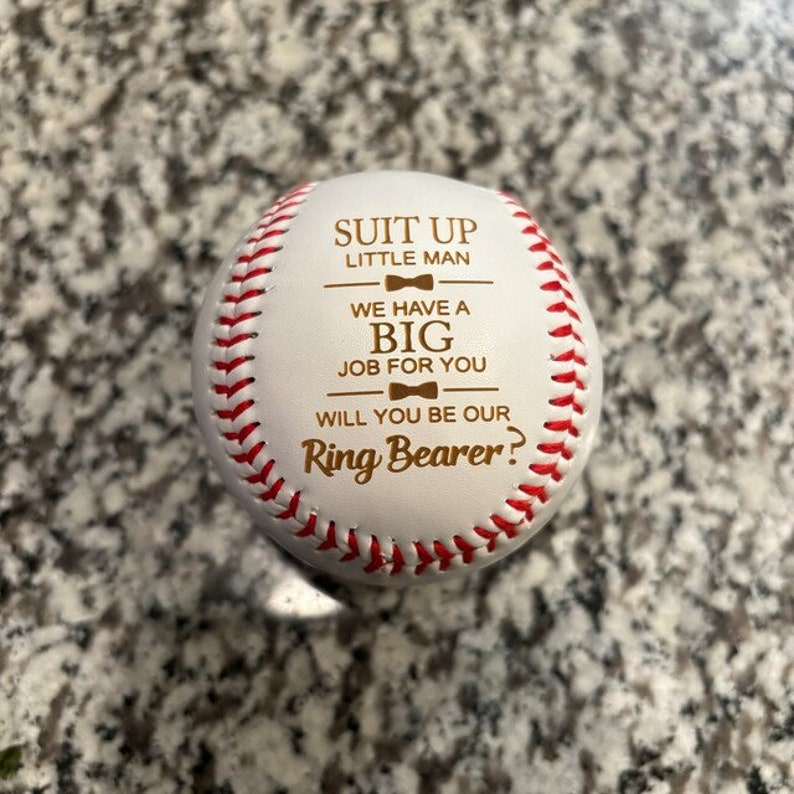 SUIT UP
LITTLE MAN
WE HAVE A
BIG
JOB FOR YOU
WILL YOU BE OUR
Ring Bearer?